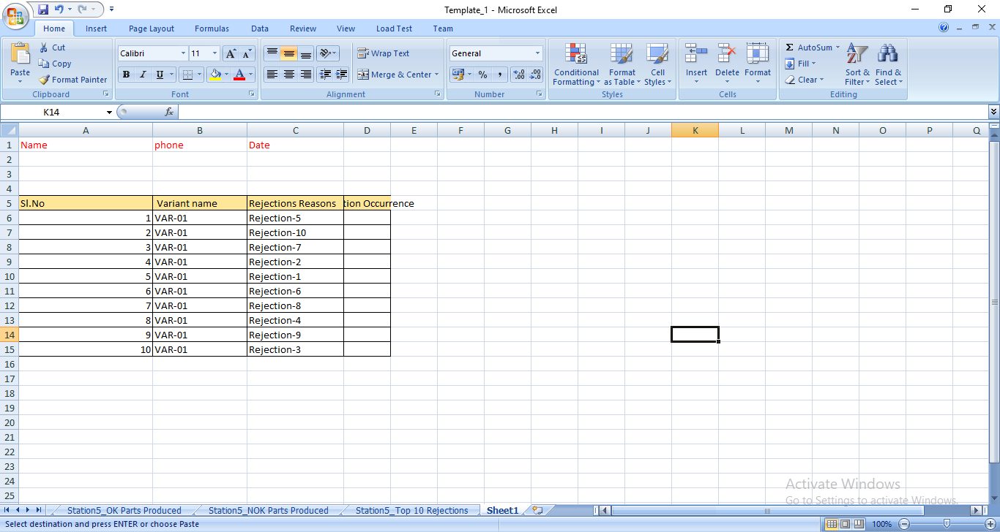 Template_1 - Microsoft Excel
Home Insert Page Layout Formulas Data Review View Load Test Team
Paste Cut Copy Format Painter Clipboard
Calibri 11 B I U A A A Font
Wrap Text Merge & Center Alignment
General % , Number
Conditional Formatting Format as Table Cell Styles Styles
Insert Delete Format Cells
Σ AutoSum Fill Clear Sort & Filter Find & Select Editing
K14 fx
A B C D E F G H I J K L M N O P Q
1 Name phone Date
2
3
4
5 Sl.No Variant name Rejections Reasons tion Occurrence
6 1 VAR-01 Rejection-5
7 2 VAR-01 Rejection-10
8 3 VAR-01 Rejection-7
9 4 VAR-01 Rejection-2
10 5 VAR-01 Rejection-1
11 6 VAR-01 Rejection-6
12 7 VAR-01 Rejection-8
13 8 VAR-01 Rejection-4
14 9 VAR-01 Rejection-9
15 10 VAR-01 Rejection-3
16
17
18
19
20
21
22
23
24
25
Activate Windows
Go to Settings to activate Windows.
Station5_OK Parts Produced Station5_NOK Parts Produced Station5_Top 10 Rejections Sheet1
Select destination and press ENTER or choose Paste 100%